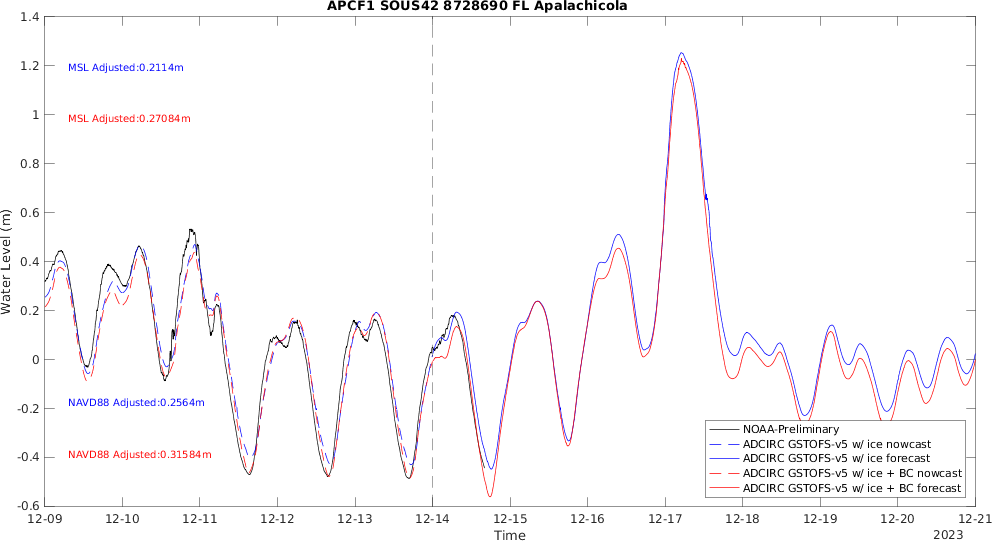 APCF1 SOUS42 8728690 FL Apalachicola
1.4
1.2
1
0.8
0.6
0.4
0.2
0
-0.2
-0.4
-0.6
Water Level (m)
MSL Adjusted:0.2114m
MSL Adjusted:0.27084m
NAVD88 Adjusted:0.2564m
NAVD88 Adjusted:0.31584m
NOAA-Preliminary
ADCIRC GSTOFS-v5 w/ ice nowcast
ADCIRC GSTOFS-v5 w/ ice forecast
ADCIRC GSTOFS-v5 w/ ice + BC nowcast
ADCIRC GSTOFS-v5 w/ ice + BC forecast
12-09 12-10 12-11 12-12 12-13 12-14 12-15 12-16 12-17 12-18 12-19 12-20 12-21
Time
2023